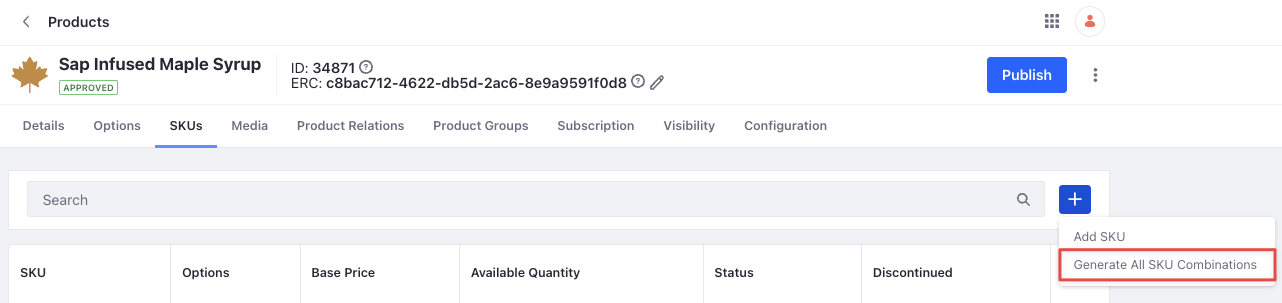 Products
Sap Infused Maple Syrup
APPROVED
ID: 34871
ERC: c8bac712-4622-db5d-2ac6-8e9a9591f0d8
Publish
Details Options SKUs Media Product Relations Product Groups Subscription Visibility Configuration
Search
Add SKU
Generate All SKU Combinations
SKU Options Base Price Available Quantity Status Discontinued